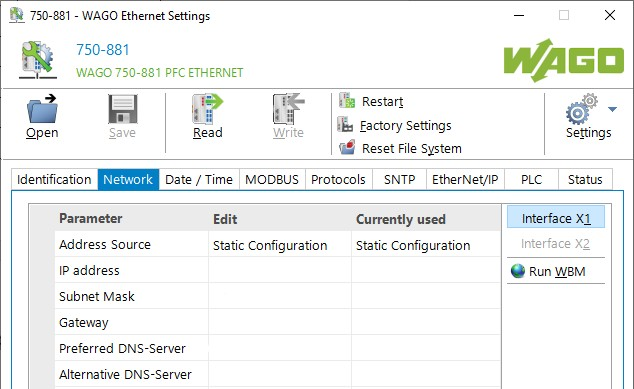 750-881 - WAGO Ethernet Settings
750-881
WAGO 750-881 PFC ETHERNET
WAGO
Open
Save
Read
Write
Restart
Factory Settings
Reset File System
Settings
Identification Network Date / Time MODBUS Protocols SNTP EtherNet/IP PLC Status
Parameter Edit Currently used
Interface X1
Address Source Static Configuration Static Configuration
Interface X2
IP address
Run WBM
Subnet Mask
Gateway
Preferred DNS-Server
Alternative DNS-Server